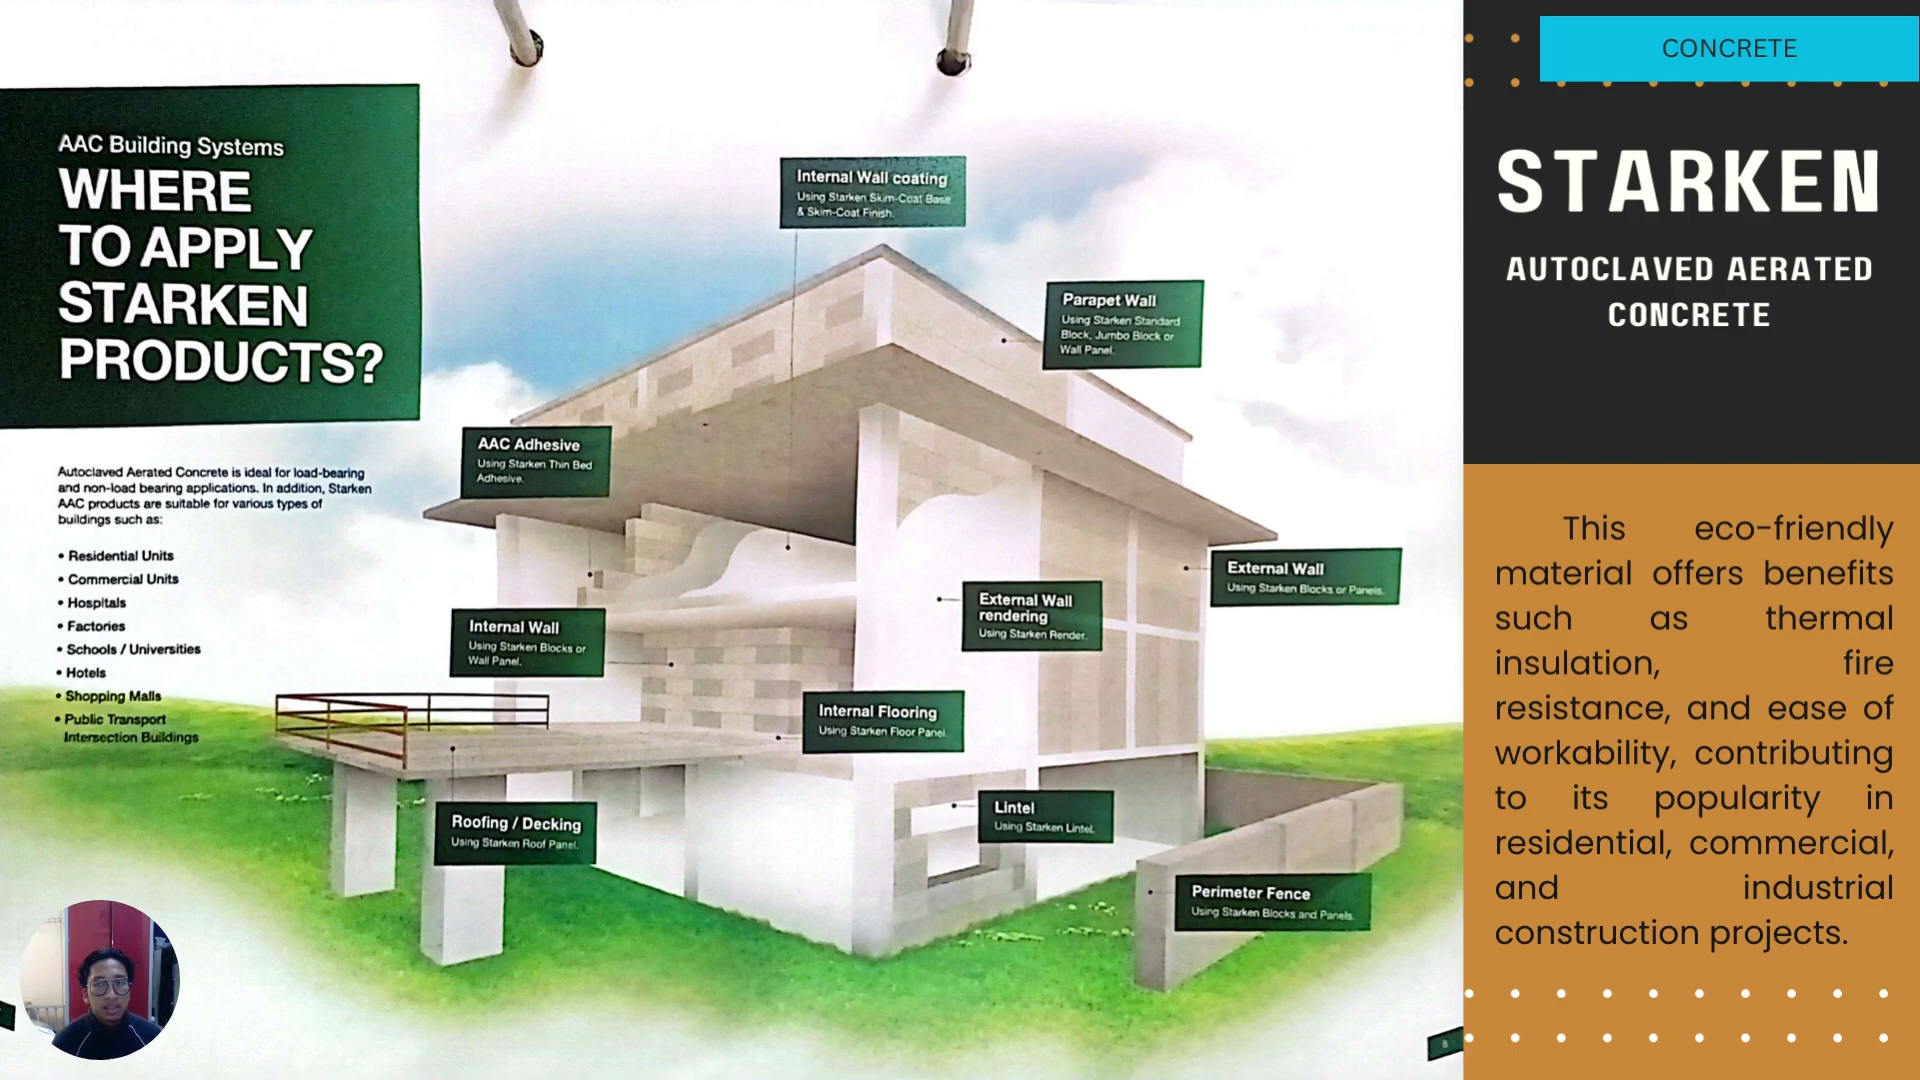 AAC Building Systems
WHERE
TO APPLY
STARKEN
PRODUCTS?
Autoclaved Aerated Concrete is ideal for load-bearing
and non-load bearing applications. In addition, Starken
AAC products are suitable for various types of
buildings such as:
• Residential Units
• Commercial Units
• Hospitals
• Factories
• Schools / Universities
• Hotels
• Shopping Malls
• Public Transport
Intersection Buildings
Internal Wall coating
Using Starken Skim-Coat Base
& Skim-Coat Finish.
Parapet Wall
Using Starken Standard
Block, Jumbo Block or
Wall Panel.
AAC Adhesive
Using Starken Thin Bed
Adhesive.
External Wall
Using Starken Blocks or Panels.
External Wall
rendering
Using Starken Render.
Internal Wall
Using Starken Blocks or
Wall Panel.
Internal Flooring
Using Starken Floor Panel.
Lintel
Using Starken Lintel.
Roofing / Decking
Using Starken Roof Panel.
Perimeter Fence
Using Starken Blocks and Panels.
CONCRETE
STARKEN
AUTOCLAVED AERATED
CONCRETE
This eco-friendly
material offers benefits
such as thermal
insulation, fire
resistance, and ease of
workability, contributing
to its popularity in
residential, commercial,
and industrial
construction projects.